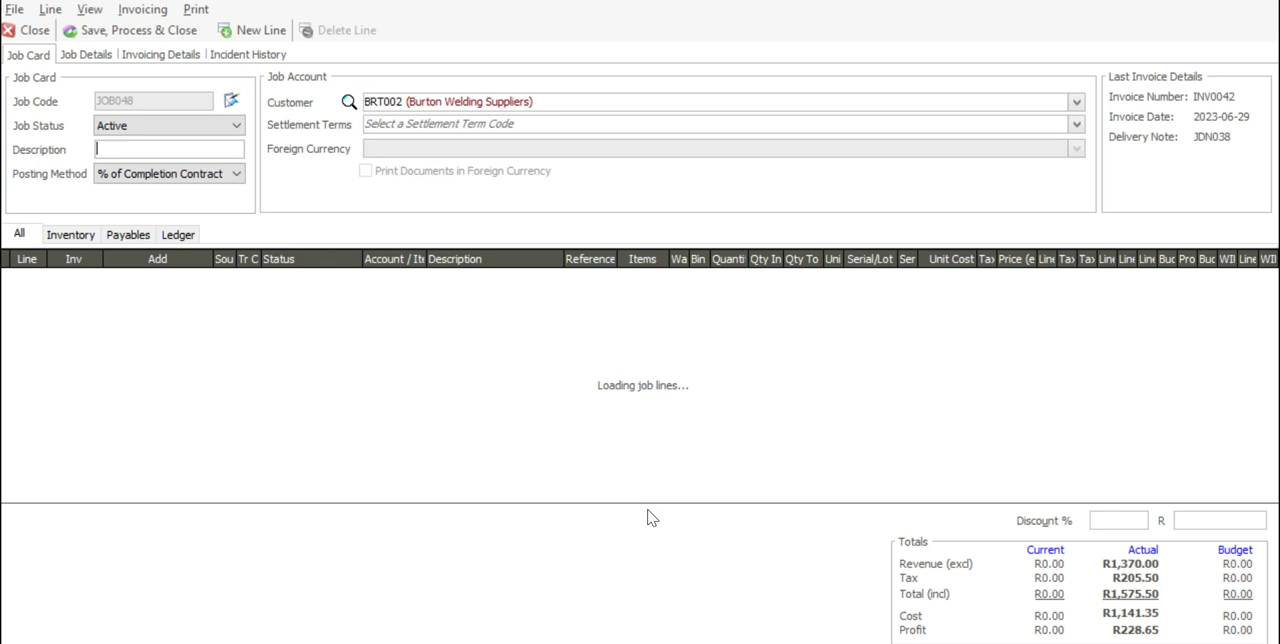 File Line View Invoicing Print
Close Save, Process & Close New Line Delete Line
Job Card Job Details Invoicing Details Incident History
Job Card
Job Code JOB048
Job Status Active
Description
Posting Method % of Completion Contract
Job Account
Customer BRT002 (Burton Welding Suppliers)
Settlement Terms Select a Settlement Term Code
Foreign Currency
Print Documents in Foreign Currency
Last Invoice Details
Invoice Number: INV0042
Invoice Date: 2023-06-29
Delivery Note: JDN038
All Inventory Payables Ledger
Line Inv Add Sou Tr C Status Account / Ite Description Reference Items Wa Bin Quanti Qty In Qty To Uni Serial/Lot Ser Unit Cost Tax Price (e Line Tax Tax Line Line Line Buc Pro Buc WII Line WII
Loading job lines...
Discount % R
Totals
Current Actual Budget
Revenue (excl) R0.00 R1,370.00 R0.00
Tax R0.00 R205.50 R0.00
Total (incl) R0.00 R1,575.50 R0.00
Cost R0.00 R1,141.35 R0.00
Profit R0.00 R228.65 R0.00